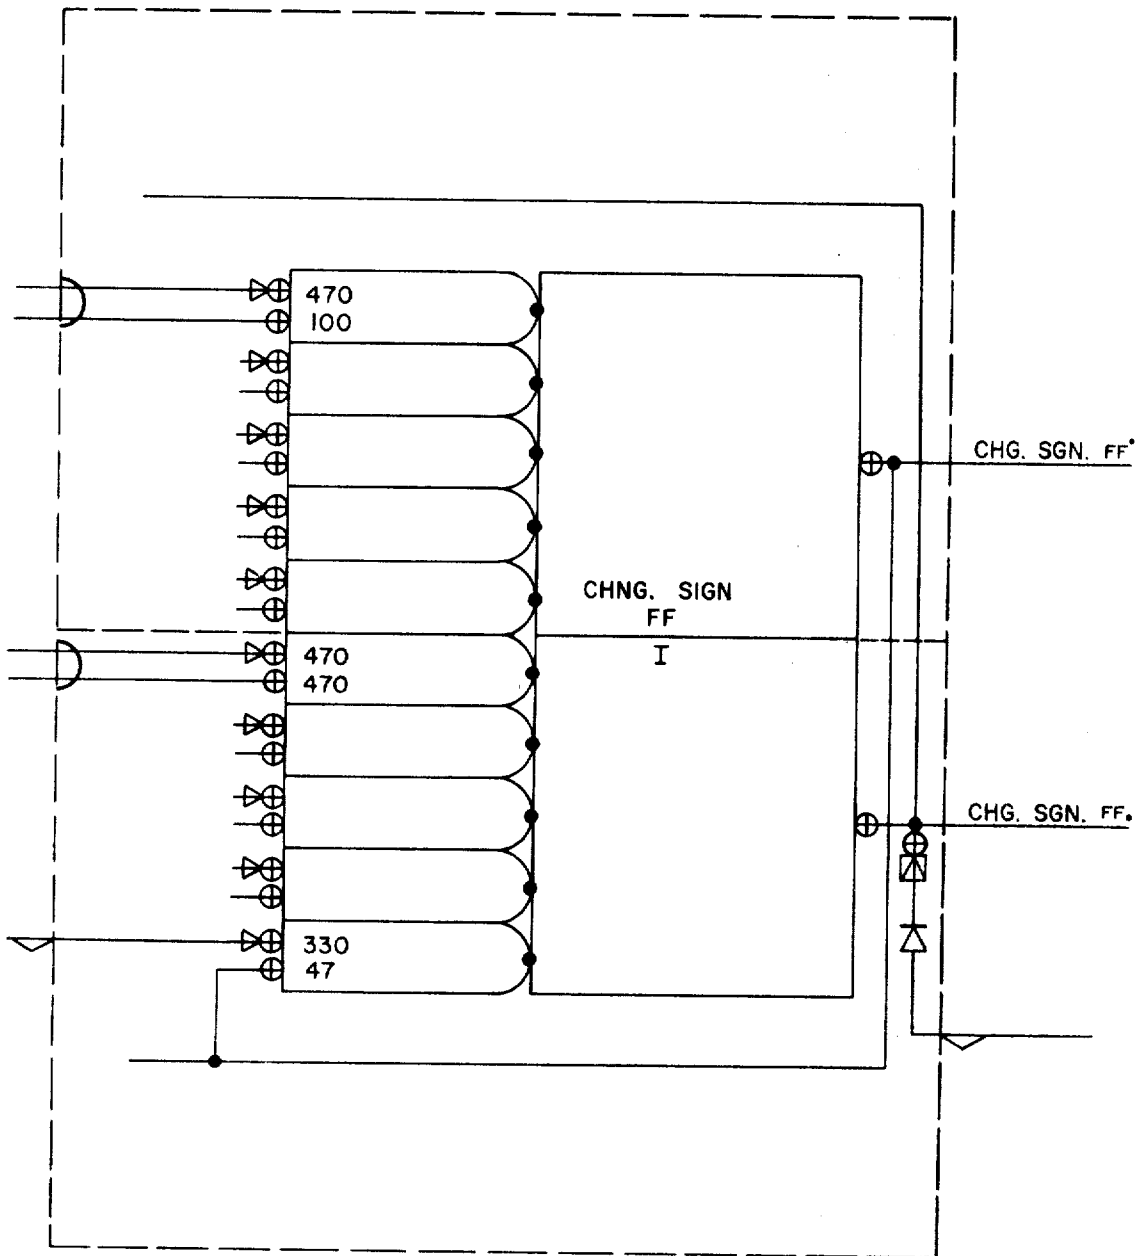 470
100
CHG. SGN. FF°
CHNG. SIGN
FF
I
470
470
CHG. SGN. FF.
330
47